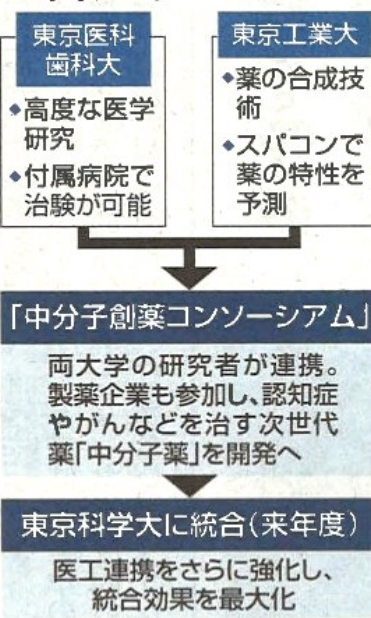 東京医科
歯科大
◆高度な医学
研究
◆付属病院で
治験が可能
東京工業大
◆薬の合成技
術
◆スパコンで
薬の特性を
予測
「中分子創薬コンソーシアム」
両大学の研究者が連携。
製薬企業も参加し、認知症
やがんなどを治す次世代
薬「中分子薬」を開発へ
東京科学大に統合(来年度)
医工連携をさらに強化し、
統合効果を最大化